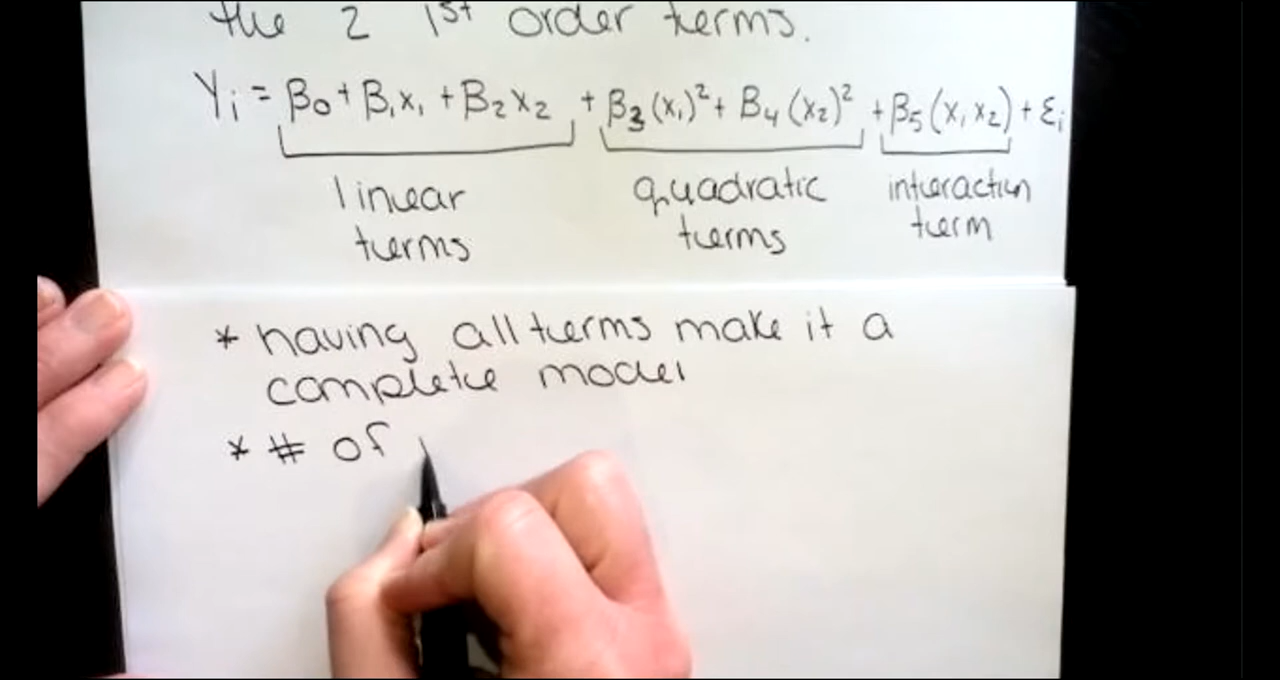 the 2 1st order terms.
Yi = β0 + β1x1 + β2x2 + β3(x1)² + β4(x2)² + β5(x1x2) + εi
linear terms
quadratic terms
interaction term
* having all terms make it a
complete model
* # of